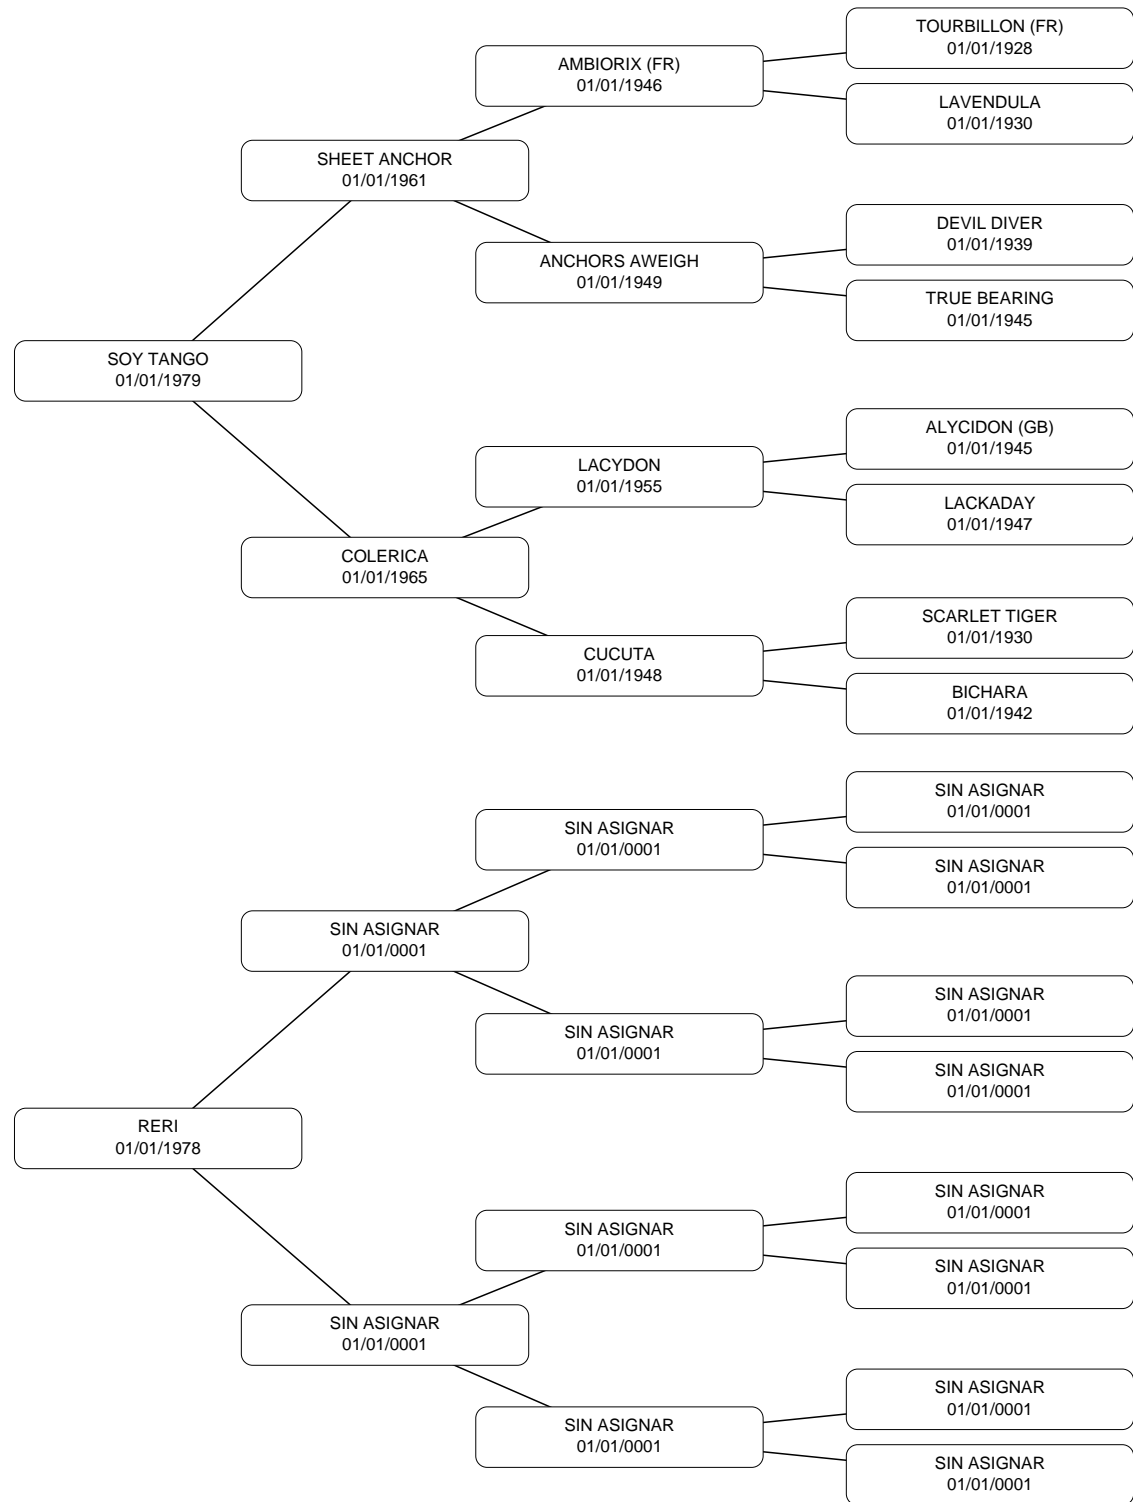 TOURBILLON (FR)
01/01/1928
AMBIORIX (FR)
01/01/1946
LAVENDULA
01/01/1930
SHEET ANCHOR
01/01/1961
DEVIL DIVER
01/01/1939
ANCHORS AWEIGH
01/01/1949
TRUE BEARING
01/01/1945
SOY TANGO
01/01/1979
ALYCIDON (GB)
01/01/1945
LACYDON
01/01/1955
LACKADAY
01/01/1947
COLERICA
01/01/1965
SCARLET TIGER
01/01/1930
CUCUTA
01/01/1948
BICHARA
01/01/1942
SIN ASIGNAR
01/01/0001
SIN ASIGNAR
01/01/0001
SIN ASIGNAR
01/01/0001
SIN ASIGNAR
01/01/0001
SIN ASIGNAR
01/01/0001
SIN ASIGNAR
01/01/0001
SIN ASIGNAR
01/01/0001
RERI
01/01/1978
SIN ASIGNAR
01/01/0001
SIN ASIGNAR
01/01/0001
SIN ASIGNAR
01/01/0001
SIN ASIGNAR
01/01/0001
SIN ASIGNAR
01/01/0001
SIN ASIGNAR
01/01/0001
SIN ASIGNAR
01/01/0001